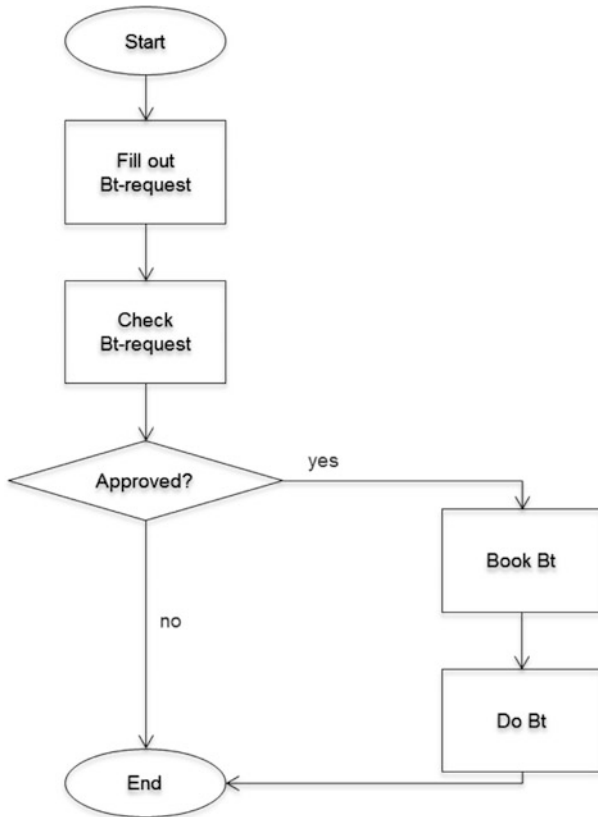 Start
Fill out
Bt-request
Check
Bt-request
Approved?
yes
Book Bt
no
Do Bt
End